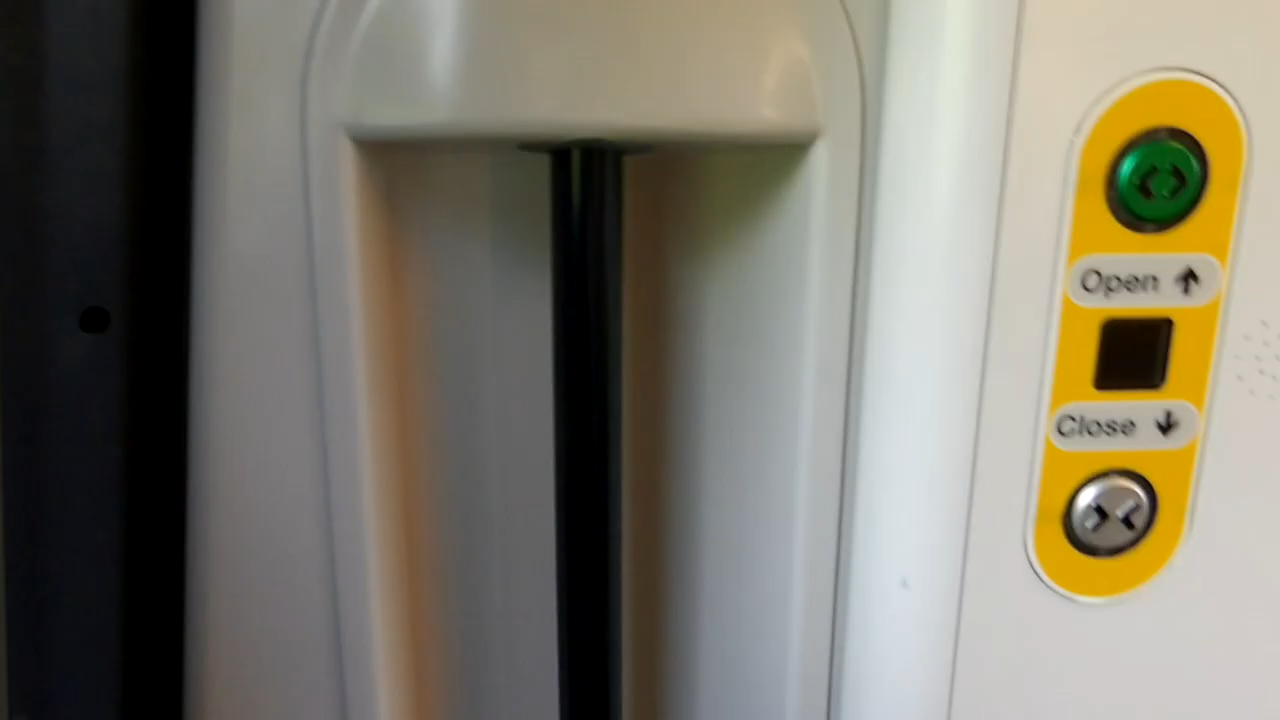 Open ↑
Close ↓